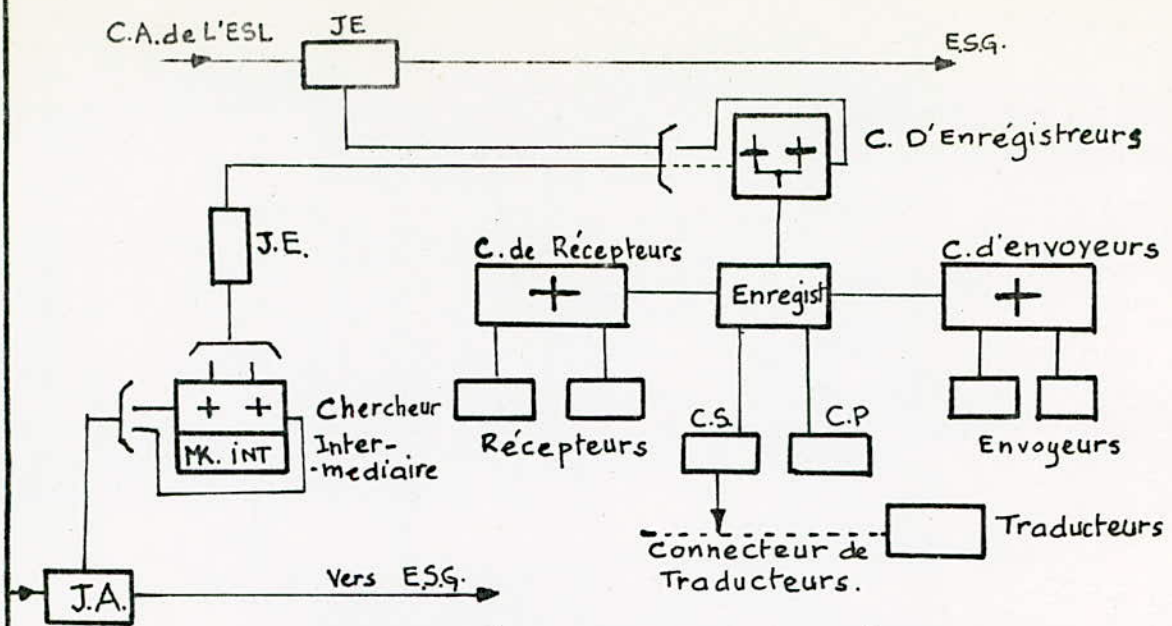 C.A. de L'ESL
JE
E.S.G.
C. D'Enrégistreurs
J.E.
C. de Récepteurs
C. d'envoyeurs
Enregist
Chercheur
Inter-
-mediaire
MK. INT
Récepteurs
C.S.
C.P
Envoyeurs
Traducteurs
Connecteur de
Traducteurs.
J.A.
Vers E.S.G.